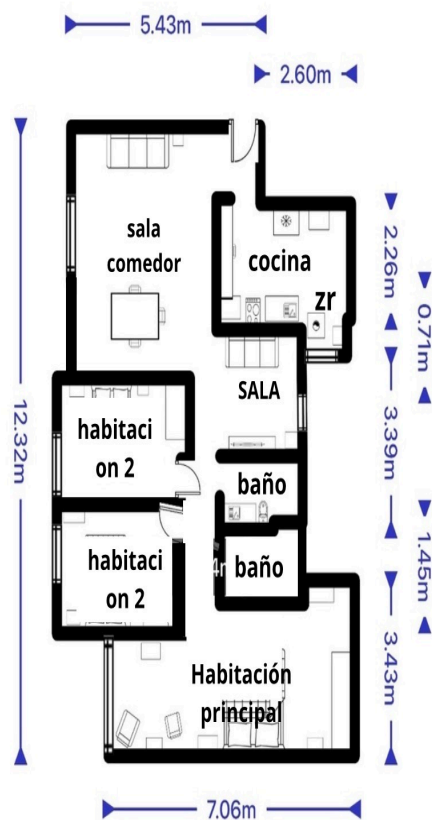 5.43m
2.60m
sala
comedor
cocina
zr
2.26m
0.71m
SALA
12.32m
3.39m
habitaci
on 2
baño
habitaci
on 2
baño
1.45m
3.43m
Habitación
principal
7.06m